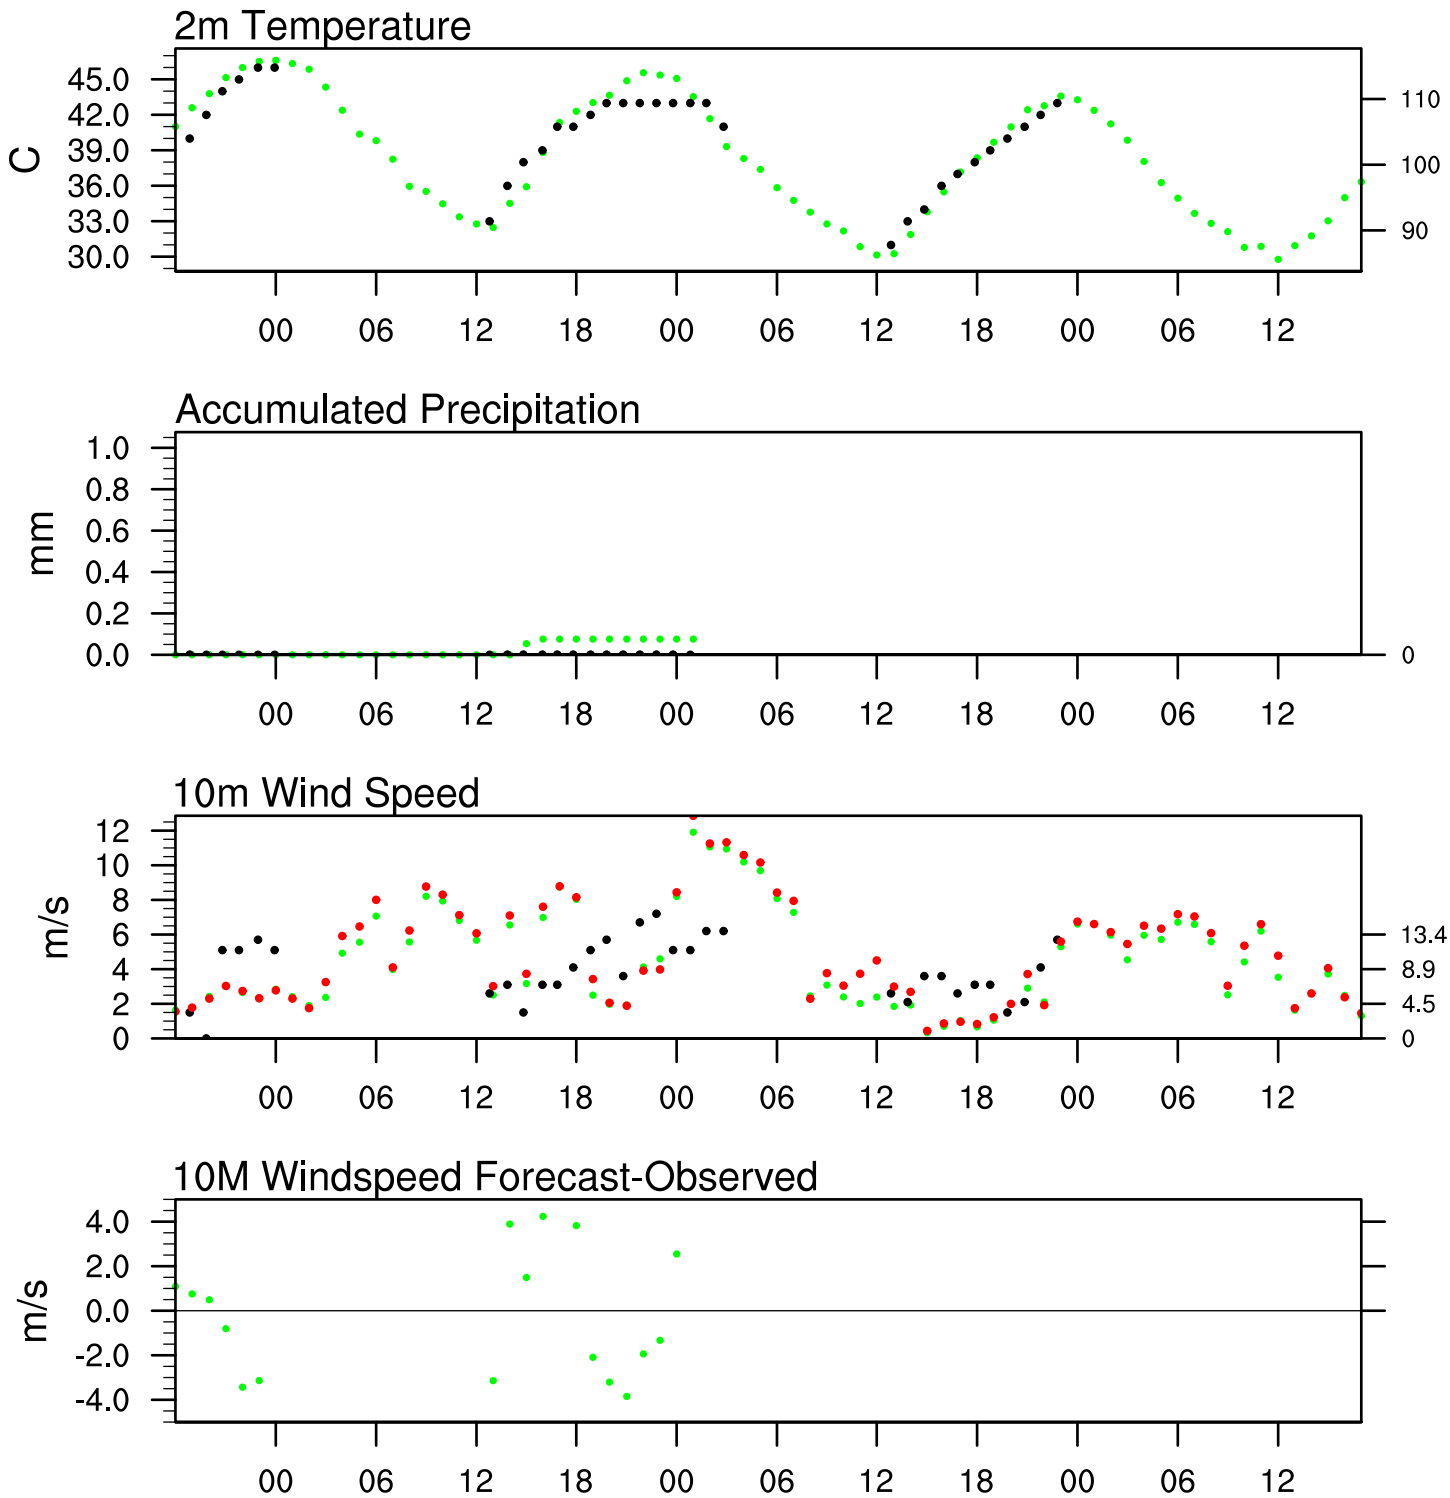 2m Temperature
45.0
42.0
39.0
36.0
33.0
30.0
C
110
100
90
00 06 12 18 00 06 12 18 00 06 12
Accumulated Precipitation
1.0
0.8
0.6
0.4
0.2
0.0
mm
0
00 06 12 18 00 06 12 18 00 06 12
10m Wind Speed
12
10
8
6
4
2
0
m/s
13.4
8.9
4.5
0
00 06 12 18 00 06 12 18 00 06 12
10M Windspeed Forecast-Observed
4.0
2.0
0.0
-2.0
-4.0
m/s
00 06 12 18 00 06 12 18 00 06 12